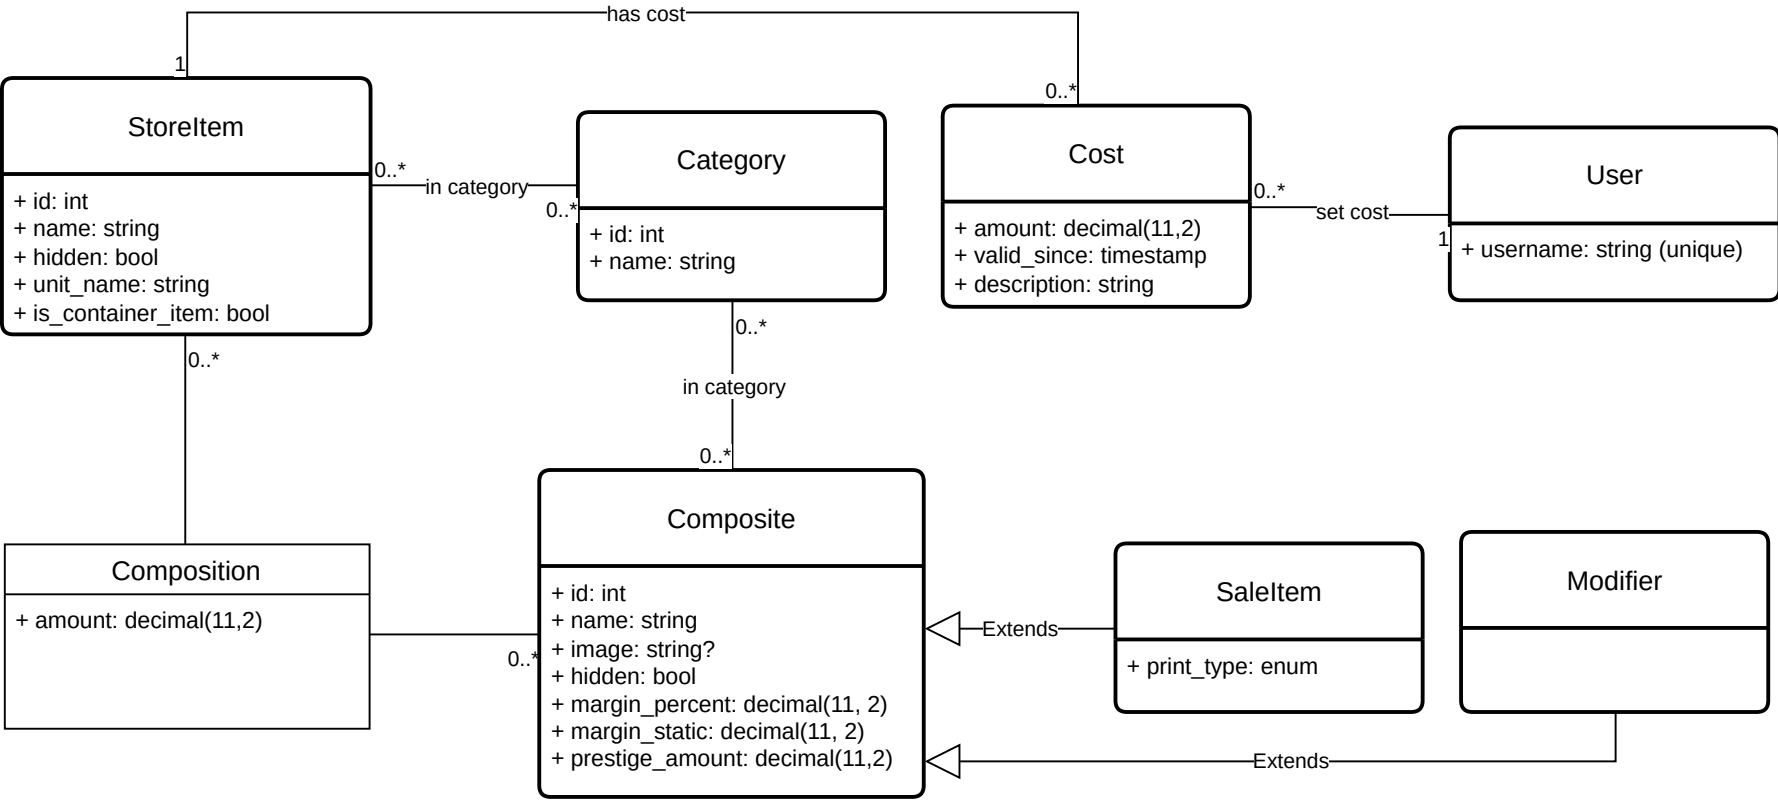 has cost
1
0..*
StoreItem
+ id: int
+ name: string
+ hidden: bool
+ unit_name: string
+ is_container_item: bool
0..*
in category
0..*
Category
+ id: int
+ name: string
Cost
+ amount: decimal(11,2)
+ valid_since: timestamp
+ description: string
0..*
set cost
1
User
+ username: string (unique)
0..*
0..*
in category
0..*
Composition
+ amount: decimal(11,2)
0..*
Composite
+ id: int
+ name: string
+ image: string?
+ hidden: bool
+ margin_percent: decimal(11, 2)
+ margin_static: decimal(11, 2)
+ prestige_amount: decimal(11,2)
Extends
SaleItem
+ print_type: enum
Modifier
Extends